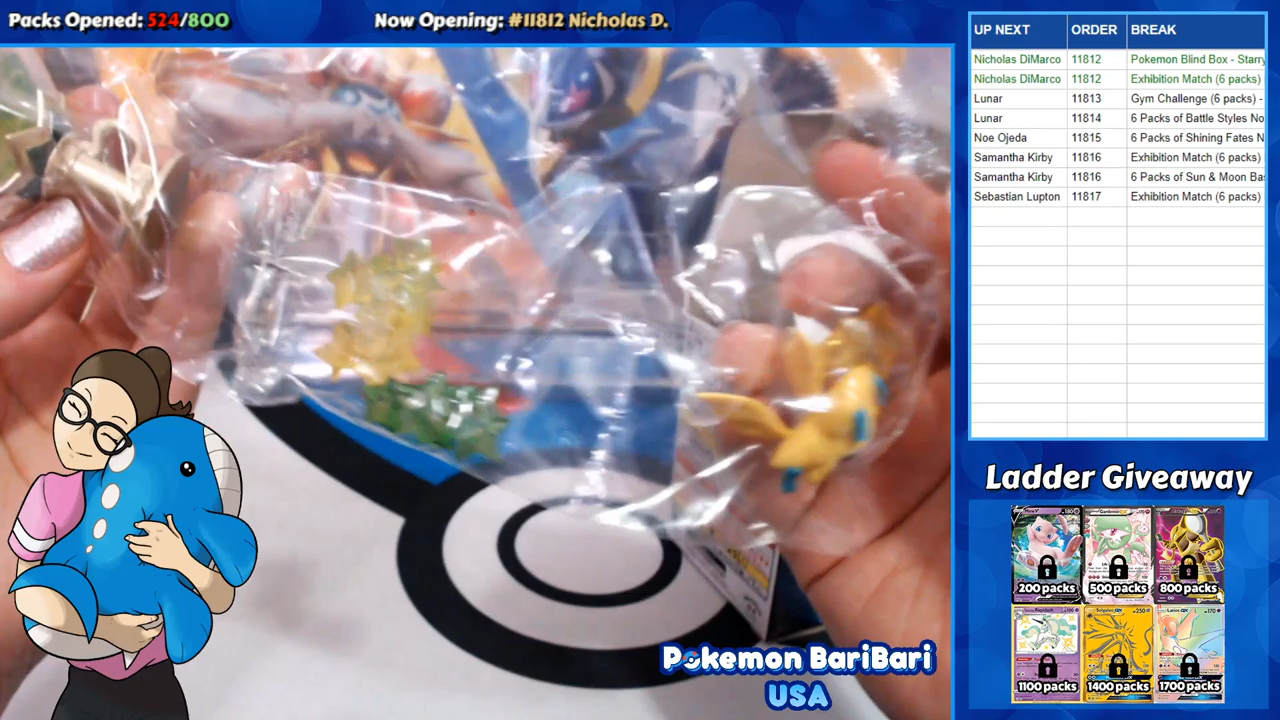 Packs Opened: 524/800
Now Opening: #11812 Nicholas D.
UP NEXT ORDER BREAK
Nicholas DiMarco 11812 Pokemon Blind Box - Starry
Nicholas DiMarco 11812 Exhibition Match (6 packs)
Lunar 11813 Gym Challenge (6 packs) -
Lunar 11814 6 Packs of Battle Styles No
Noe Ojeda 11815 6 Packs of Shining Fates N
Samantha Kirby 11816 Exhibition Match (6 packs)
Samantha Kirby 11816 6 Packs of Sun & Moon Ba
Sebastian Lupton 11817 Exhibition Match (6 packs)
Ladder Giveaway
200 packs 500 packs 800 packs
1100 packs 1400 packs 1700 packs
Pokemon BariBari
USA